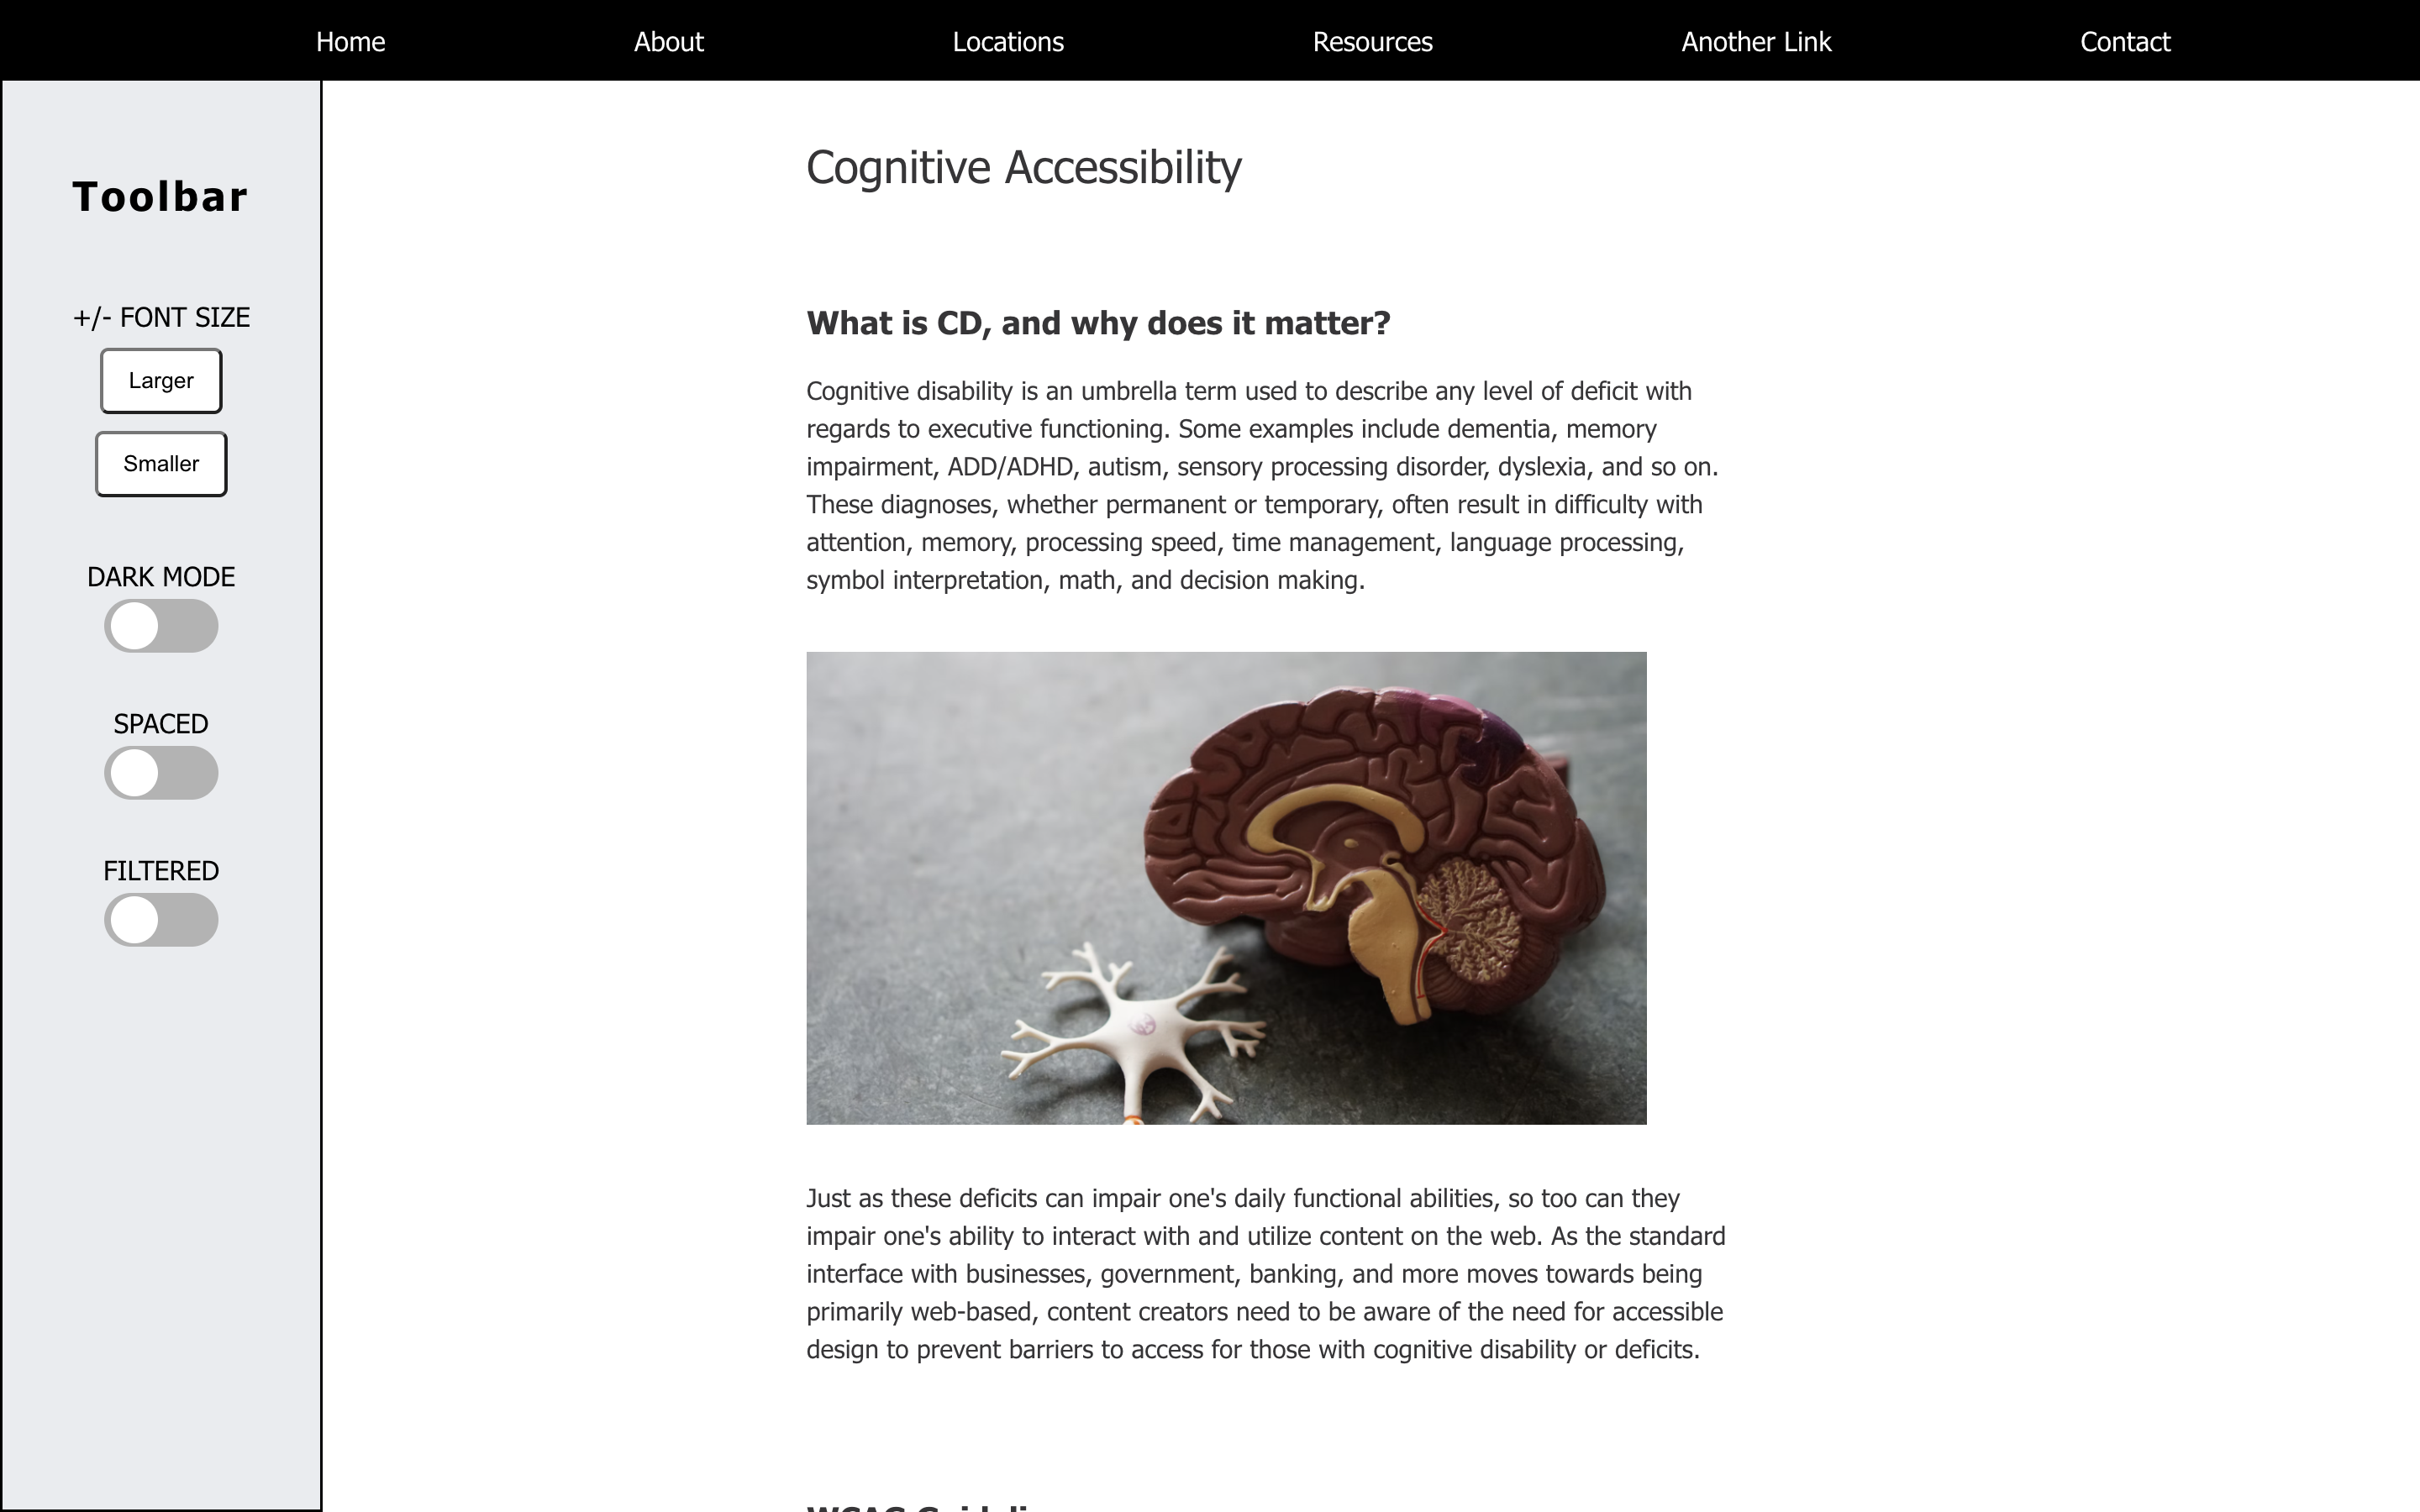 Home About Locations Resources Another Link Contact
Toolbar
+/- FONT SIZE
Larger
Smaller
DARK MODE
SPACED
FILTERED
Cognitive Accessibility
What is CD, and why does it matter?
Cognitive disability is an umbrella term used to describe any level of deficit with
regards to executive functioning. Some examples include dementia, memory
impairment, ADD/ADHD, autism, sensory processing disorder, dyslexia, and so on.
These diagnoses, whether permanent or temporary, often result in difficulty with
attention, memory, processing speed, time management, language processing,
symbol interpretation, math, and decision making.
Just as these deficits can impair one's daily functional abilities, so too can they
impair one's ability to interact with and utilize content on the web. As the standard
interface with businesses, government, banking, and more moves towards being
primarily web-based, content creators need to be aware of the need for accessible
design to prevent barriers to access for those with cognitive disability or deficits.